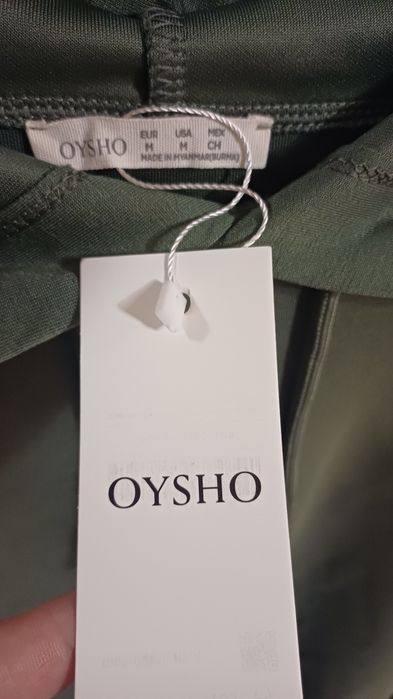 OYSHO
EUR USA MEX
M M CH
MADE IN MYANMAR(BURMA)
OYSHO